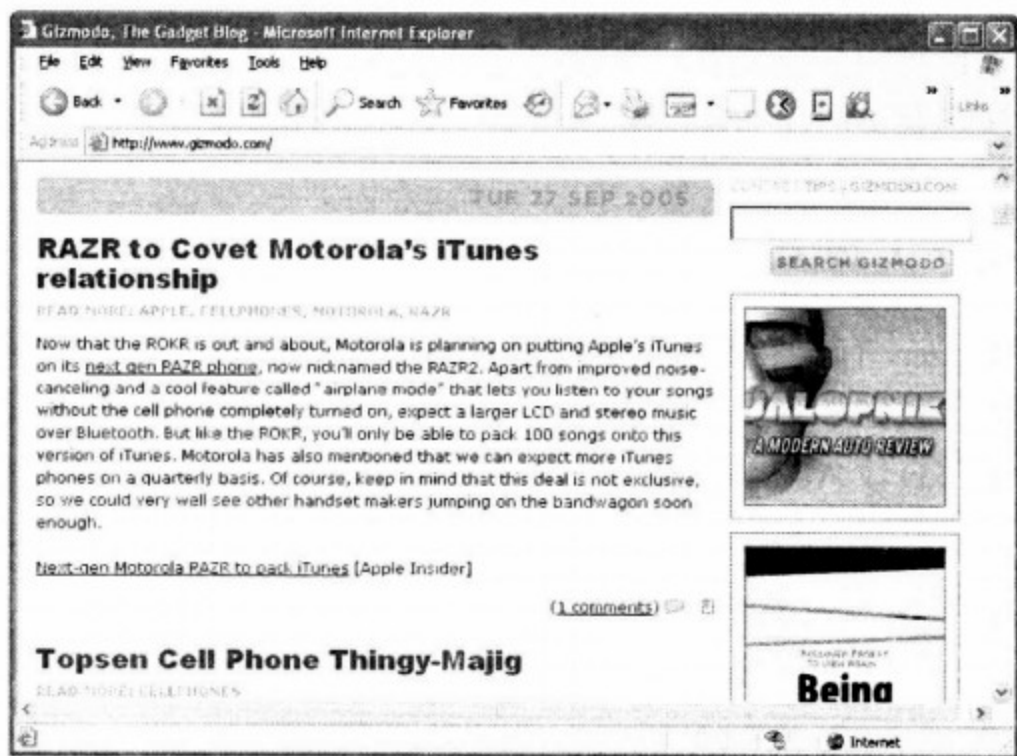 Gizmodo, The Gadget Blog - Microsoft Internet Explorer
File Edit View Favorites Tools Help
Back Search Favorites Links
Address http://www.gizmodo.com/
TUE 27 SEP 2005
CONTACT: TIPS@GIZMODO.COM
SEARCH GIZMODO
RAZR to Covet Motorola's iTunes
relationship
READ MORE: APPLE, CELLPHONES, MOTOROLA, RAZR
Now that the ROKR is out and about, Motorola is planning on putting Apple's iTunes
on its next gen RAZR phone, now nicknamed the RAZR2. Apart from improved noise-
canceling and a cool feature called "airplane mode" that lets you listen to your songs
without the cell phone completely turned on, expect a larger LCD and stereo music
over Bluetooth. But like the ROKR, you'll only be able to pack 100 songs onto this
version of iTunes. Motorola has also mentioned that we can expect more iTunes
phones on a quarterly basis. Of course, keep in mind that this deal is not exclusive,
so we could very well see other handset makers jumping on the bandwagon soon
enough.
Next-gen Motorola RAZR to pack iTunes [Apple Insider]
(1 comments)
Topsen Cell Phone Thingy-Majig
READ MORE: CELLPHONES
JALOPNIK
A MODERN AUTO REVIEW
Being
Internet